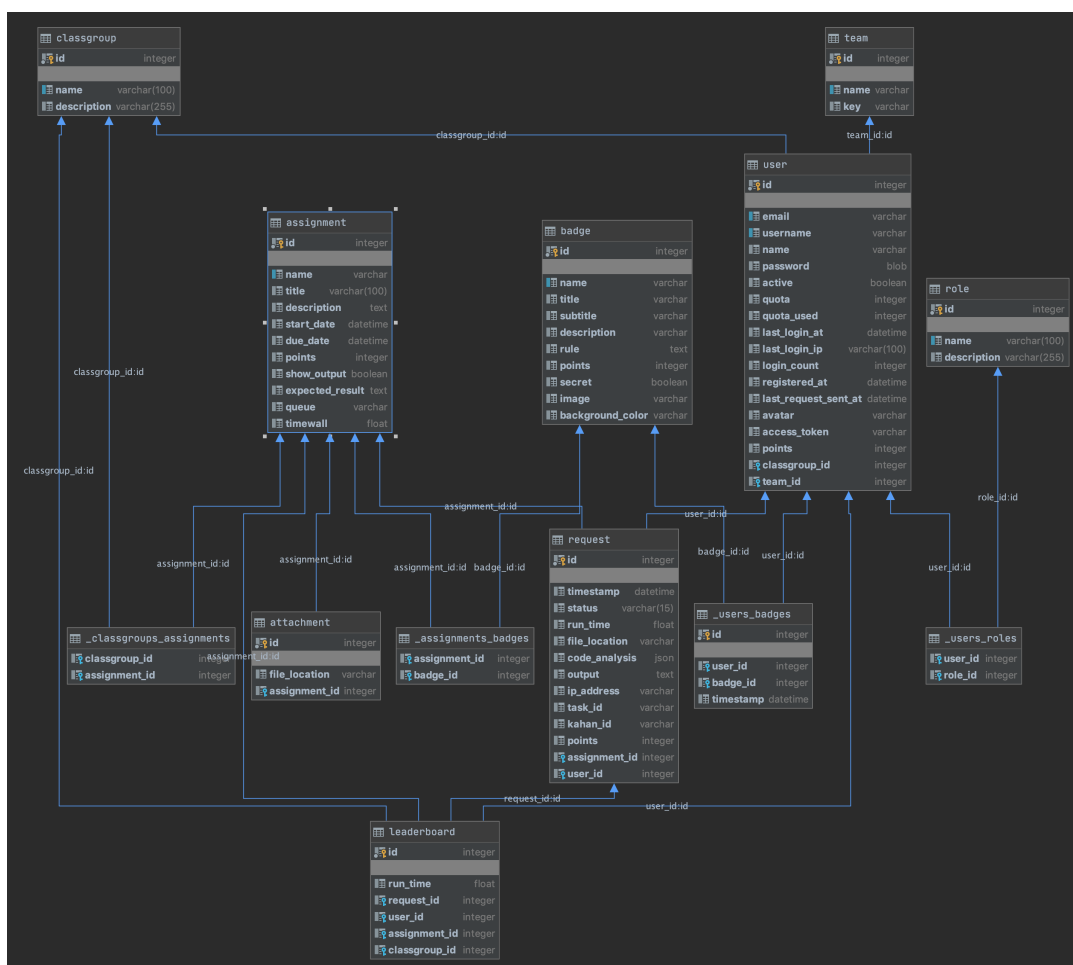 classgroup
id integer
name varchar(100)
description varchar(255)
team
id integer
name varchar
key varchar
classgroup_id:id
team_id:id
user
id integer
email varchar
username varchar
name varchar
password blob
active boolean
quota integer
quota_used integer
last_login_at datetime
last_login_ip varchar(100)
login_count integer
registered_at datetime
last_request_sent_at datetime
avatar varchar
access_token varchar
points integer
classgroup_id integer
team_id integer
assignment
id integer
name varchar
title varchar(100)
description text
start_date datetime
due_date datetime
points integer
show_output boolean
expected_result text
queue varchar
timewall float
badge
id integer
name varchar
title varchar
subtitle varchar
description varchar
rule text
points integer
secret boolean
image varchar
background_color varchar
role
id integer
name varchar(100)
description varchar(255)
classgroup_id:id
classgroup_id:id
assignment_id:id
user_id:id
role_id:id
assignment_id:id
assignment_id:id
assignment_id:id
badge_id:id
badge_id:id
user_id:id
user_id:id
request
id integer
timestamp datetime
status varchar(15)
run_time float
file_location varchar
code_analysis json
output text
ip_address varchar
task_id varchar
kahan_id varchar
points integer
assignment_id integer
user_id integer
_classgroups_assignments
classgroup_id integer
assignment_id integer
assignment_id:id
attachment
id integer
file_location varchar
assignment_id integer
_assignments_badges
assignment_id integer
badge_id integer
_users_badges
id integer
user_id integer
badge_id integer
timestamp datetime
_users_roles
user_id integer
role_id integer
request_id:id
user_id:id
leaderboard
id integer
run_time float
request_id integer
user_id integer
assignment_id integer
classgroup_id integer